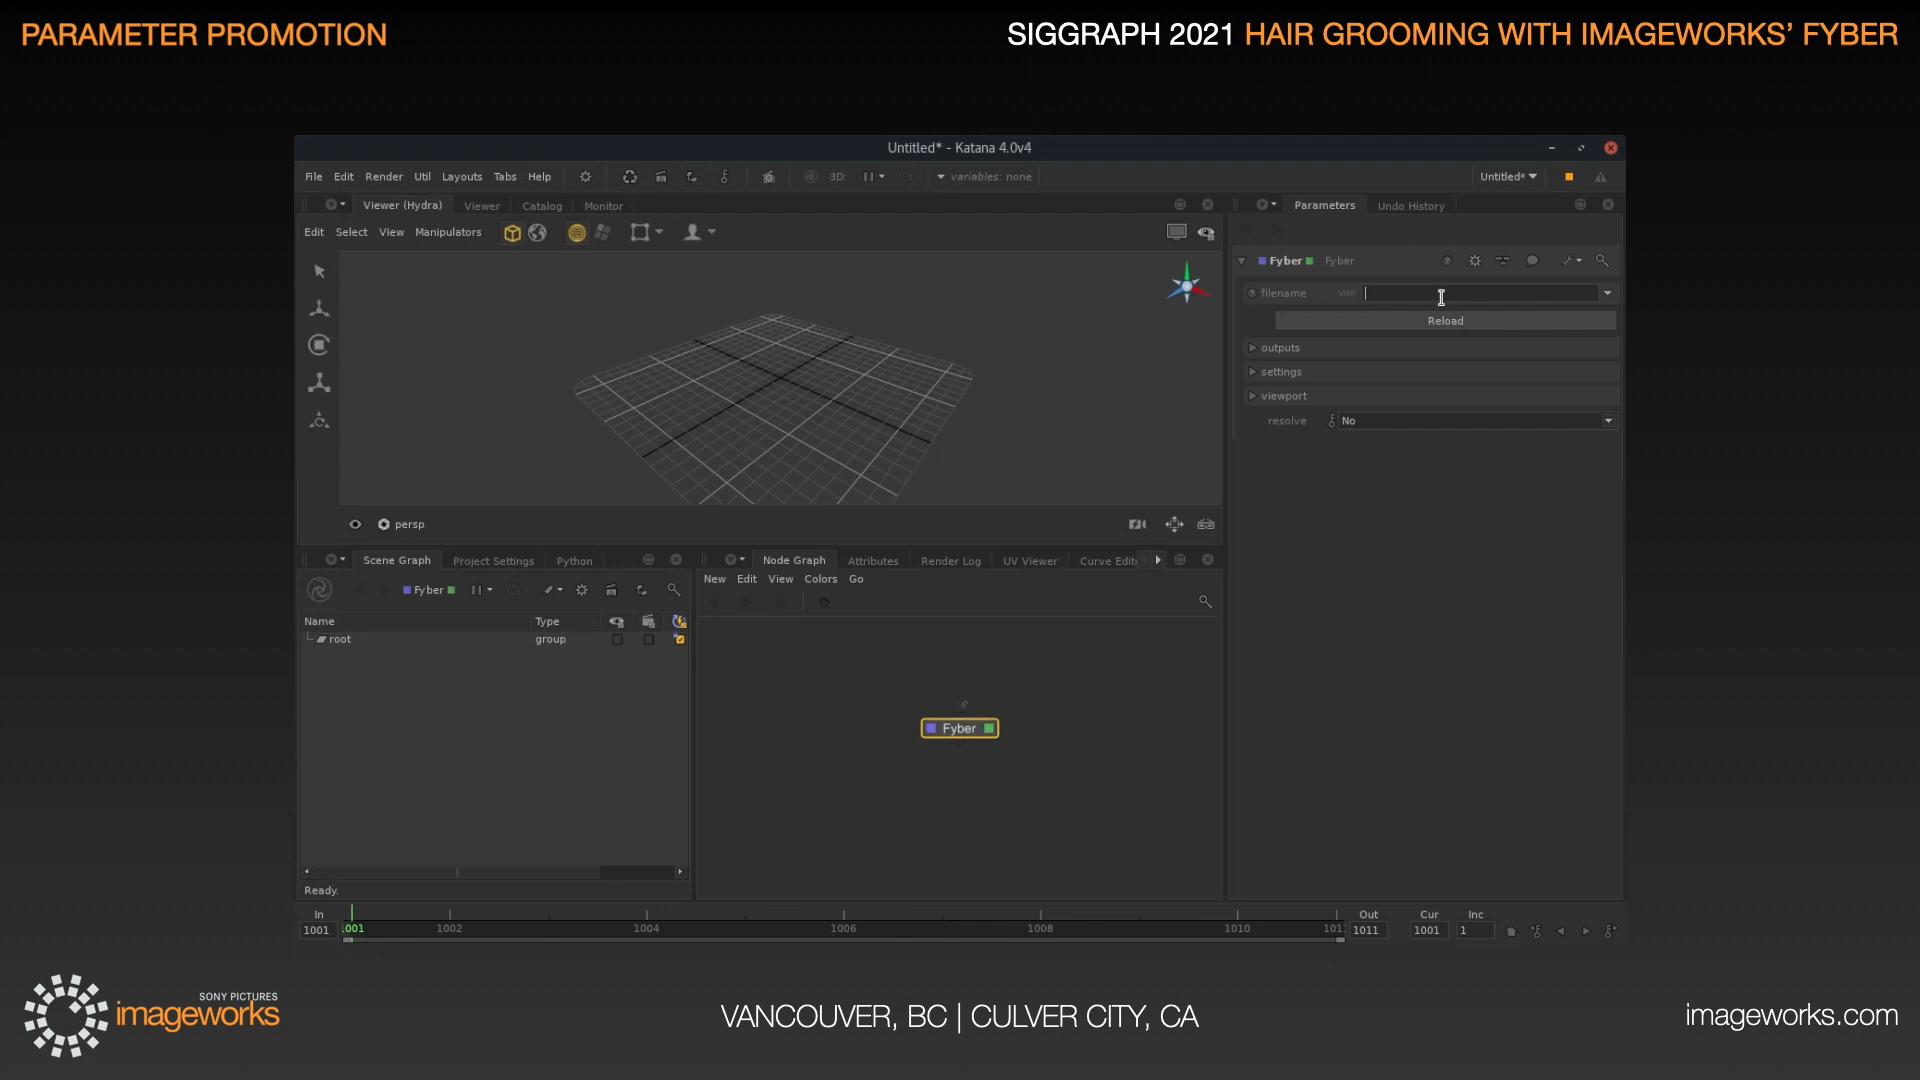 PARAMETER PROMOTION
SIGGRAPH 2021 HAIR GROOMING WITH IMAGEWORKS' FYBER
Untitled* - Katana 4.0v4
File Edit Render Util Layouts Tabs Help 3D: variables: none Untitled*
Viewer (Hydra) Viewer Catalog Monitor
Parameters Undo History
Edit Select View Manipulators
Fyber Fyber
filename VNP
Reload
outputs
settings
viewport
resolve No
persp
Scene Graph Project Settings Python
Node Graph Attributes Render Log UV Viewer Curve Edit
New Edit View Colors Go
Fyber
Name Type
root group
Fyber
Ready.
In Out Cur Inc
1001 1002 1004 1006 1008 1010 1011 1001 1
SONY PICTURES
imageworks
VANCOUVER, BC | CULVER CITY, CA
imageworks.com